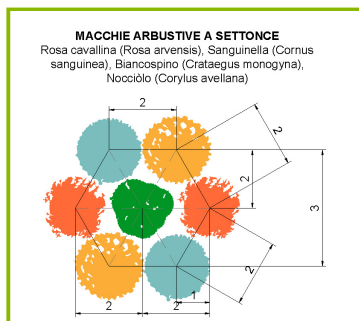 MACCHIE ARBUSTIVE A SETTONCE
Rosa cavallina (Rosa arvensis), Sanguinella (Cornus
sanguinea), Biancospino (Crataegus monogyna),
Nocciòlo (Corylus avellana)
2
2
2
3
2
1
2
2